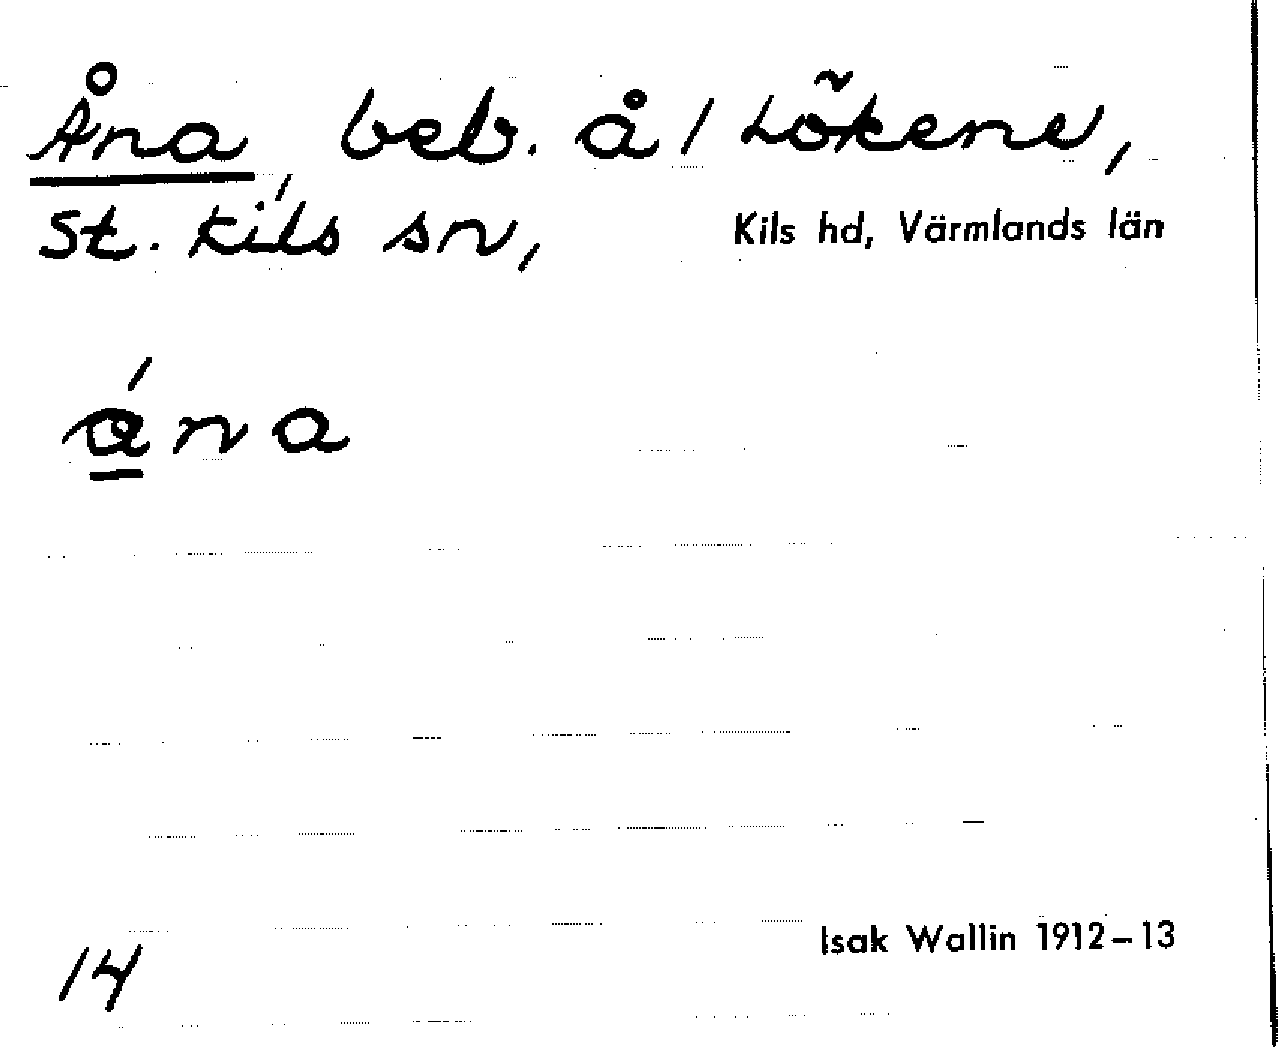 Åna, beb. å / Lökene,
St. Kils sn, Kils hd, Värmlands län
ána
14 Isak Wallin 1912–13